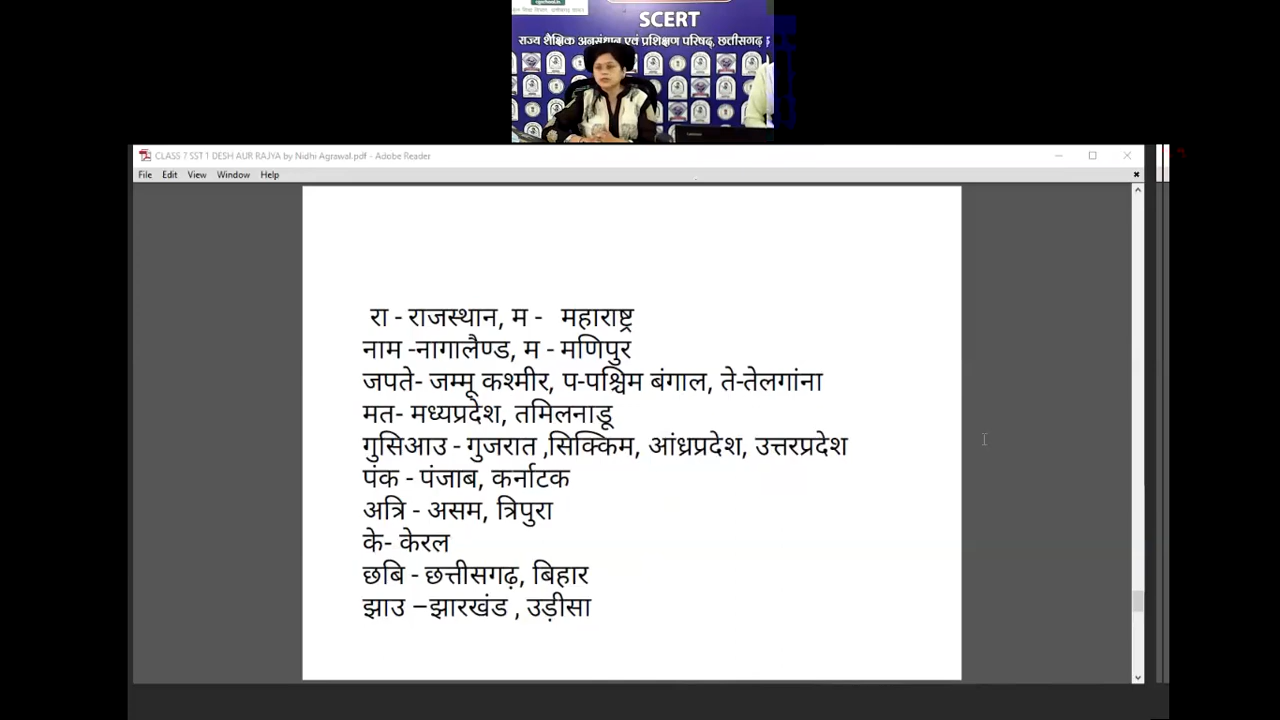 SCERT
राज्य शैक्षिक अनुसंधान एवं प्रशिक्षण परिषद, छत्तीसगढ़
CLASS 7 SST 1 DESH AUR RAJYA by Nidhi Agrawal.pdf - Adobe Reader
File Edit View Window Help
रा - राजस्थान, म - महाराष्ट्र
नाम -नागालैण्ड, म - मणिपुर
जपते- जम्मू कश्मीर, प-पश्चिम बंगाल, ते-तेलगांना
मत- मध्यप्रदेश, तमिलनाडू
गुसिआउ - गुजरात ,सिक्किम, आंध्रप्रदेश, उत्तरप्रदेश
पंक - पंजाब, कर्नाटक
अत्रि - असम, त्रिपुरा
के- केरल
छबि - छत्तीसगढ़, बिहार
झाउ –झारखंड , उड़ीसा